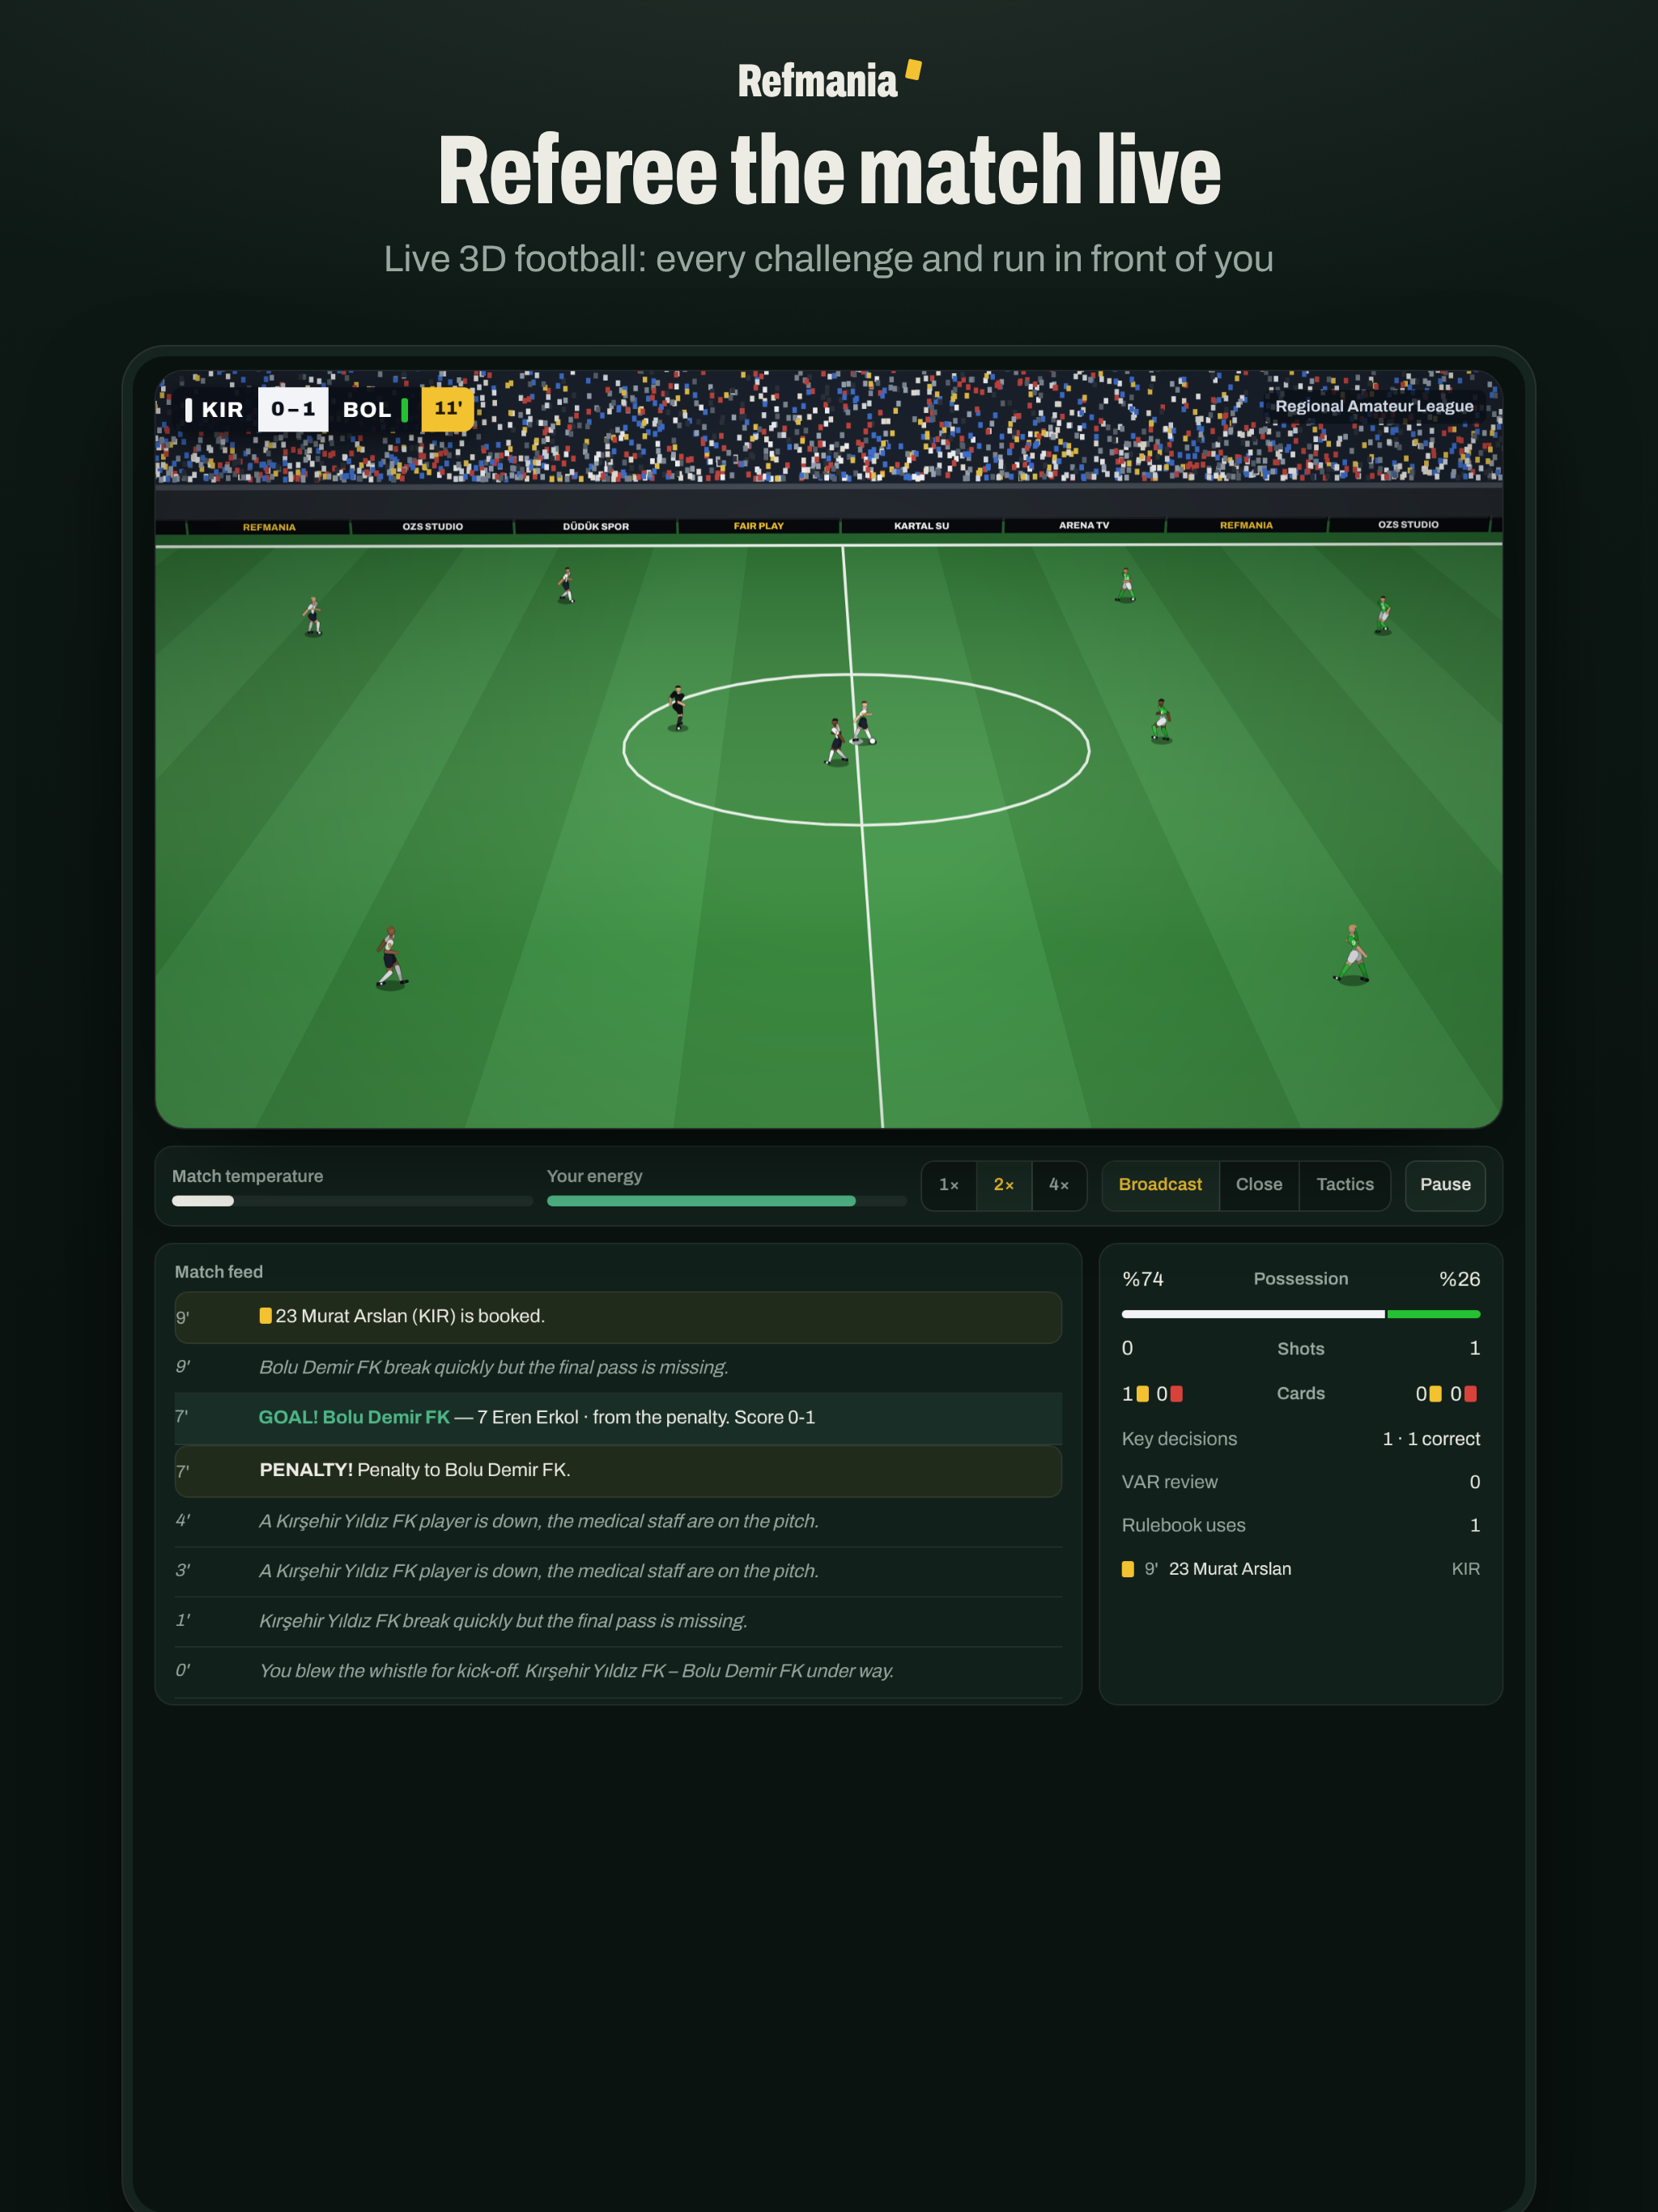 Refmania
Referee the match live
Live 3D football: every challenge and run in front of you
KIR 0-1 BOL 11'
Regional Amateur League
REFMANIA OZS STUDIO DÜDÜK SPOR FAIR PLAY KARTAL SU ARENA TV REFMANIA OZS STUDIO
Match temperature
Your energy
1× 2× 4×
Broadcast Close Tactics
Pause
Match feed
9' 23 Murat Arslan (KIR) is booked.
9' Bolu Demir FK break quickly but the final pass is missing.
7' GOAL! Bolu Demir FK — 7 Eren Erkol · from the penalty. Score 0-1
7' PENALTY! Penalty to Bolu Demir FK.
4' A Kırşehir Yıldız FK player is down, the medical staff are on the pitch.
3' A Kırşehir Yıldız FK player is down, the medical staff are on the pitch.
1' Kırşehir Yıldız FK break quickly but the final pass is missing.
0' You blew the whistle for kick-off. Kırşehir Yıldız FK – Bolu Demir FK under way.
%74 Possession %26
0 Shots 1
1 0 Cards 0 0
Key decisions 1 · 1 correct
VAR review 0
Rulebook uses 1
9' 23 Murat Arslan KIR